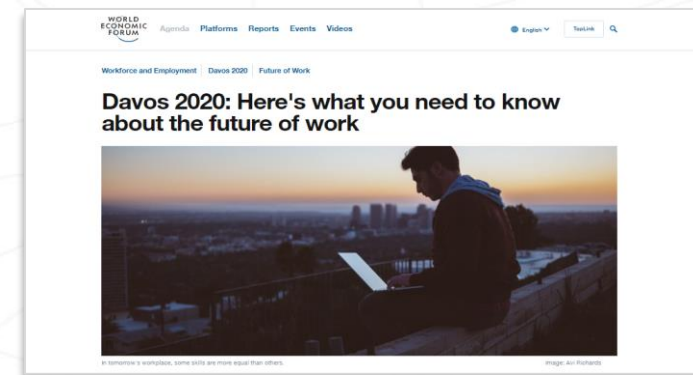 WORLD
ECONOMIC
FORUM
Agenda Platforms Reports Events Videos
English
TopLink
Workforce and Employment Davos 2020 Future of Work
Davos 2020: Here's what you need to know
about the future of work
In tomorrow's workplace, some skills are more equal than others.
Image: Avi Richards